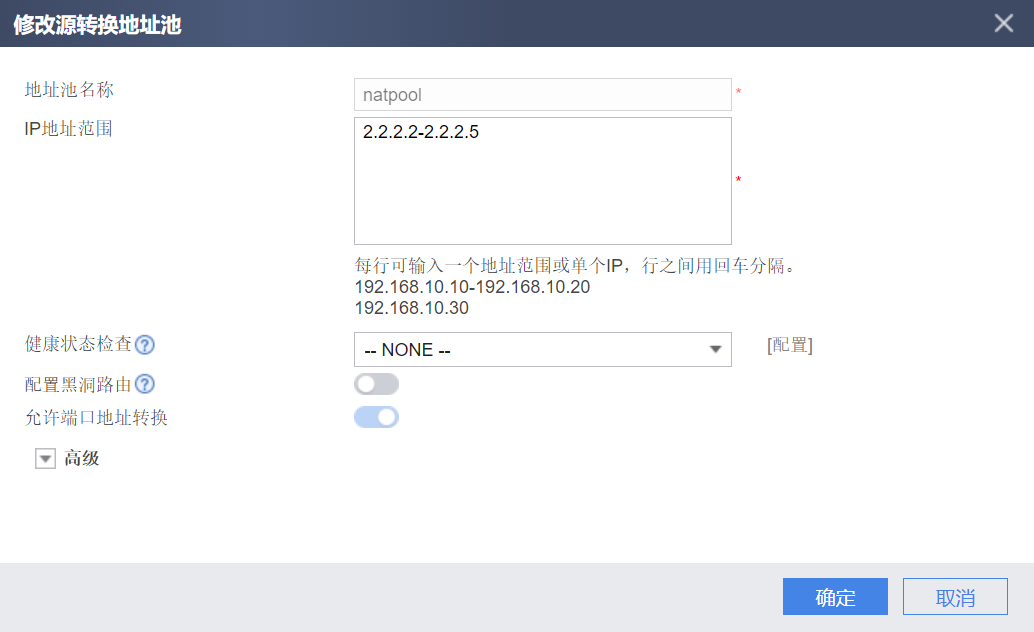 修改源转换地址池
地址池名称 natpool *
IP地址范围 2.2.2.2-2.2.2.5 *
每行可输入一个地址范围或单个IP，行之间用回车分隔。
192.168.10.10-192.168.10.20
192.168.10.30
健康状态检查 ? -- NONE -- [配置]
配置黑洞路由 ?
允许端口地址转换
高级
确定 取消